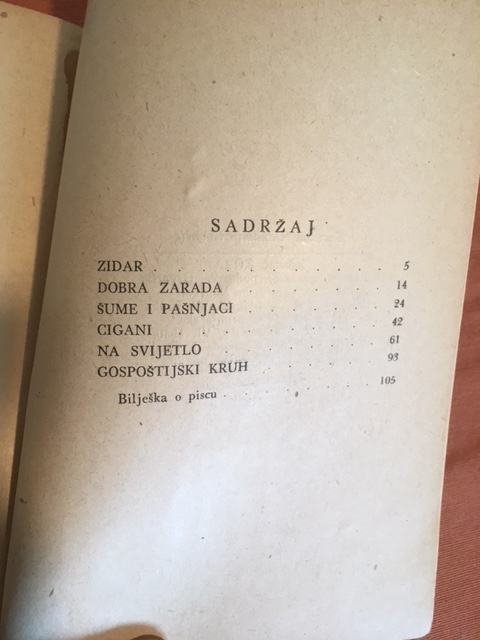 SADRŽAJ
ZIDAR . . . . . . . . . . . 5
DOBRA ZARADA . . . . . . . . 14
ŠUME I PAŠNJACI . . . . . . . 24
CIGANI . . . . . . . . . . 42
NA SVIJETLO . . . . . . . . 61
GOSPOŠTIJSKI KRUH . . . . . . 93
Bilješka o piscu . . . . . . . 105